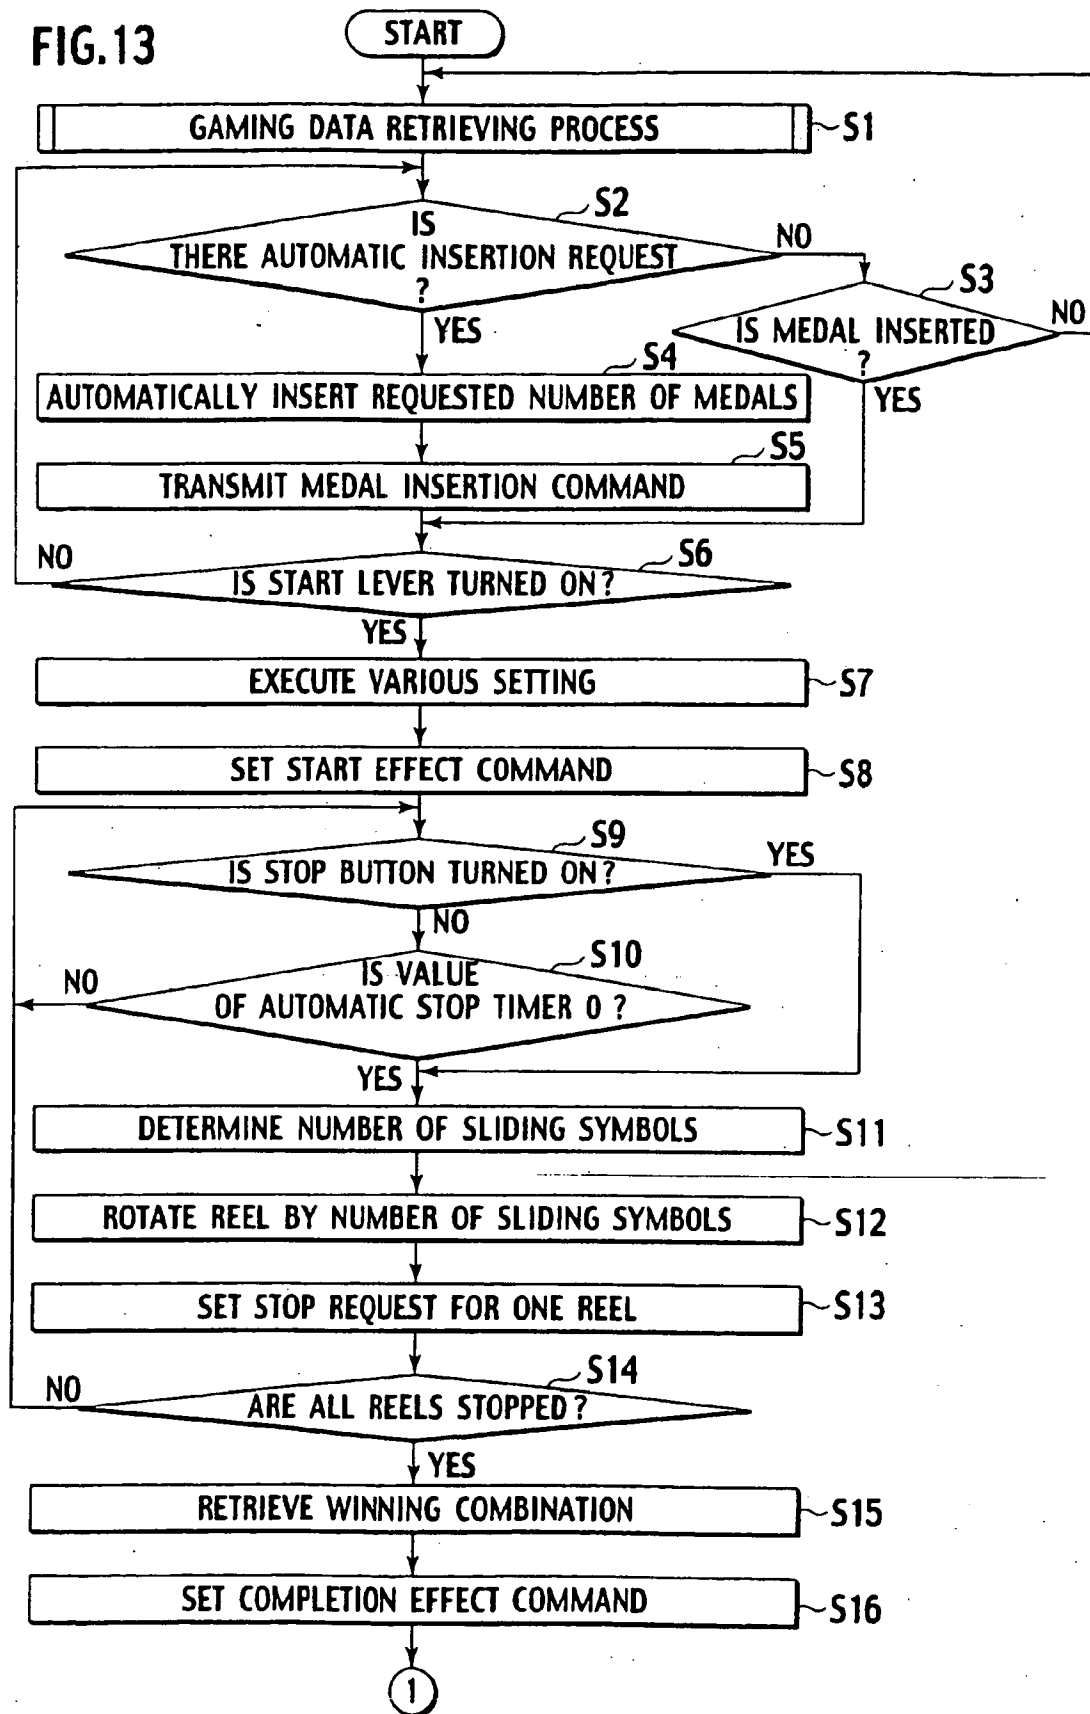 FIG.13
START
GAMING DATA RETRIEVING PROCESS
S1
S2
IS
THERE AUTOMATIC INSERTION REQUEST
?
NO
YES
S3
IS MEDAL INSERTED
?
NO
YES
S4
AUTOMATICALLY INSERT REQUESTED NUMBER OF MEDALS
S5
TRANSMIT MEDAL INSERTION COMMAND
NO
S6
IS START LEVER TURNED ON?
YES
EXECUTE VARIOUS SETTING
S7
SET START EFFECT COMMAND
S8
S9
IS STOP BUTTON TURNED ON?
YES
NO
S10
NO
IS VALUE
OF AUTOMATIC STOP TIMER 0 ?
YES
DETERMINE NUMBER OF SLIDING SYMBOLS
S11
ROTATE REEL BY NUMBER OF SLIDING SYMBOLS
S12
SET STOP REQUEST FOR ONE REEL
S13
S14
NO
ARE ALL REELS STOPPED?
YES
RETRIEVE WINNING COMBINATION
S15
SET COMPLETION EFFECT COMMAND
S16
1